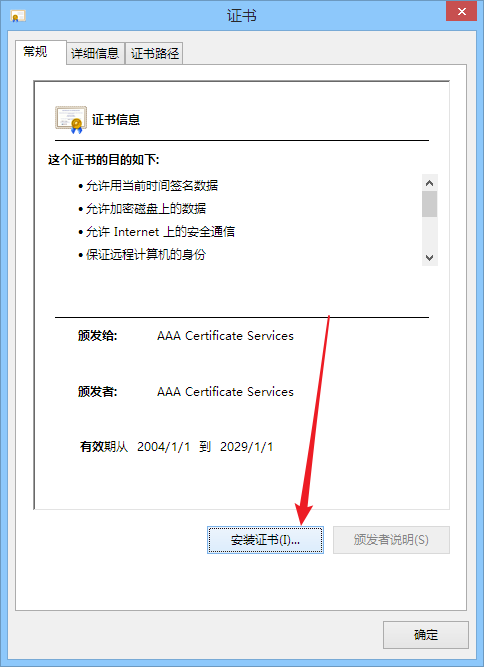 证书
常规 详细信息 证书路径
证书信息
这个证书的目的如下:
• 允许用当前时间签名数据
• 允许加密磁盘上的数据
• 允许 Internet 上的安全通信
• 保证远程计算机的身份
颁发给: AAA Certificate Services
颁发者: AAA Certificate Services
有效期从 2004/1/1 到 2029/1/1
安装证书(I)... 颁发者说明(S)
确定